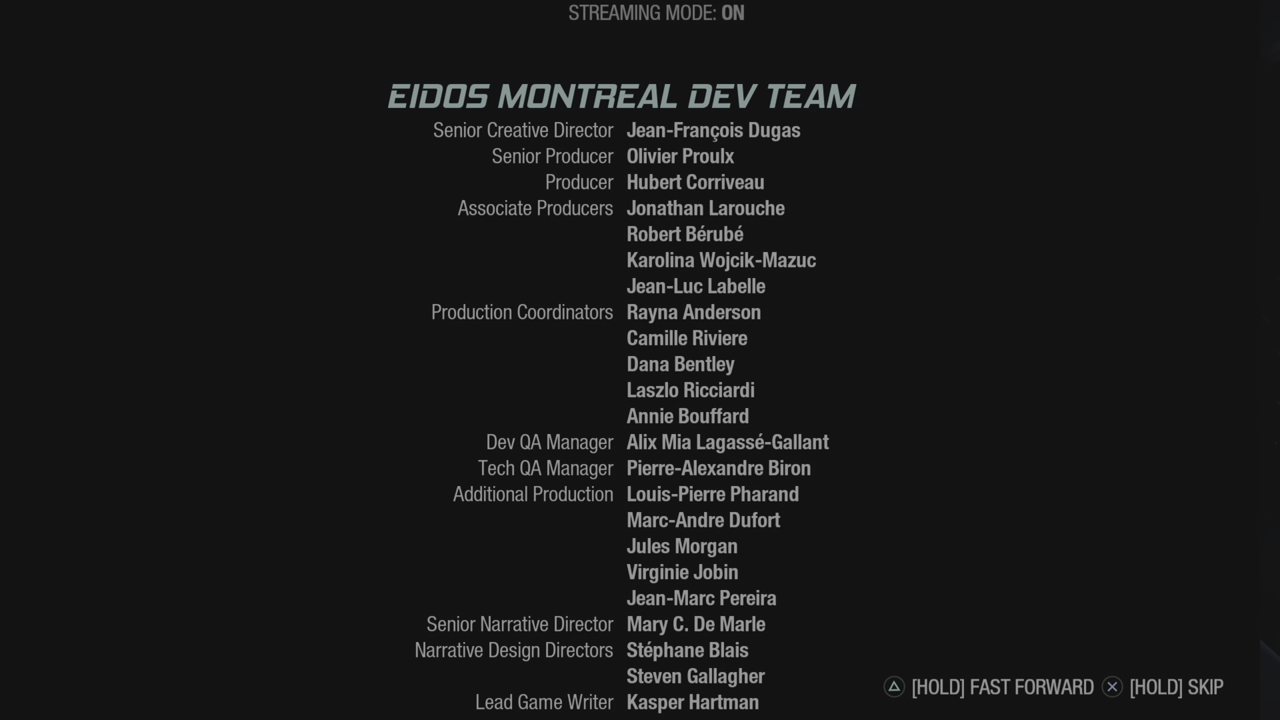 STREAMING MODE: ON
EIDOS MONTREAL DEV TEAM
Senior Creative Director Jean-François Dugas
Senior Producer Olivier Proulx
Producer Hubert Corriveau
Associate Producers Jonathan Larouche
Robert Bérubé
Karolina Wojcik-Mazuc
Jean-Luc Labelle
Production Coordinators Rayna Anderson
Camille Riviere
Dana Bentley
Laszlo Ricciardi
Annie Bouffard
Dev QA Manager Alix Mia Lagassé-Gallant
Tech QA Manager Pierre-Alexandre Biron
Additional Production Louis-Pierre Pharand
Marc-Andre Dufort
Jules Morgan
Virginie Jobin
Jean-Marc Pereira
Senior Narrative Director Mary C. De Marle
Narrative Design Directors Stéphane Blais
Steven Gallagher
Lead Game Writer Kasper Hartman
[HOLD] FAST FORWARD [HOLD] SKIP